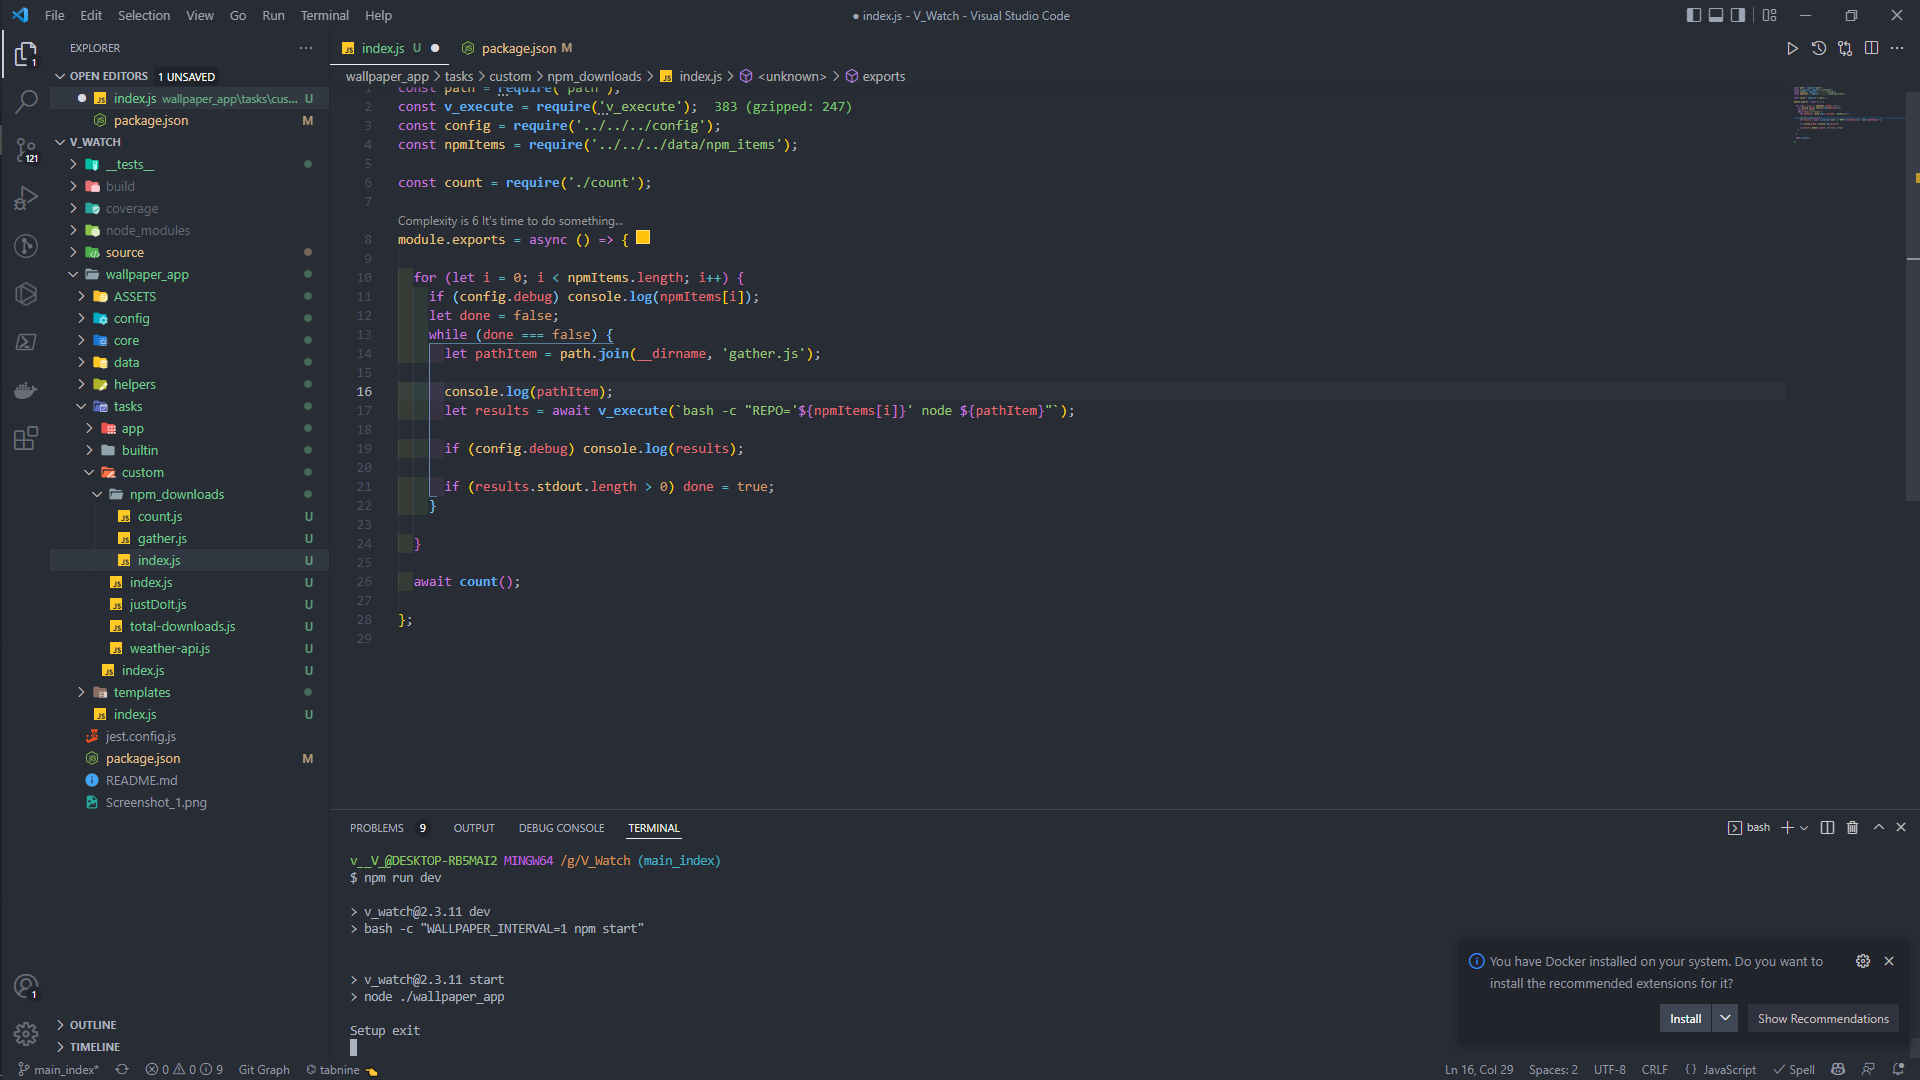 File Edit Selection View Go Run Terminal Help
● index.js - V_Watch - Visual Studio Code
EXPLORER
OPEN EDITORS 1 UNSAVED
index.js wallpaper_app\tasks\cus... U
package.json M
V_WATCH
__tests__
build
coverage
node_modules
source
wallpaper_app
ASSETS
config
core
data
helpers
tasks
app
builtin
custom
npm_downloads
count.js U
gather.js U
index.js U
index.js U
justDoIt.js U
total-downloads.js U
weather-api.js U
index.js U
templates
index.js U
jest.config.js
package.json M
README.md
Screenshot_1.png
OUTLINE
TIMELINE
1
121
1
index.js U
package.json M
wallpaper_app > tasks > custom > npm_downloads > index.js > <unknown> > exports
1 const path = require('path');
2 const v_execute = require('v_execute'); 383 (gzipped: 247)
3 const config = require('../../../config');
4 const npmItems = require('../../../data/npm_items');
5
6 const count = require('./count');
7
Complexity is 6 It's time to do something...
8 module.exports = async () => {
9
10 for (let i = 0; i < npmItems.length; i++) {
11 if (config.debug) console.log(npmItems[i]);
12 let done = false;
13 while (done === false) {
14 let pathItem = path.join(__dirname, 'gather.js');
15
16 console.log(pathItem);
17 let results = await v_execute(`bash -c "REPO='${npmItems[i]}' node ${pathItem}"`);
18
19 if (config.debug) console.log(results);
20
21 if (results.stdout.length > 0) done = true;
22 }
23
24 }
25
26 await count();
27
28 };
29
PROBLEMS 9 OUTPUT DEBUG CONSOLE TERMINAL
bash
v__V_@DESKTOP-RB5MAI2 MINGW64 /g/V_Watch (main_index)
$ npm run dev
> v_watch@2.3.11 dev
> bash -c "WALLPAPER_INTERVAL=1 npm start"
> v_watch@2.3.11 start
> node ./wallpaper_app
Setup exit
You have Docker installed on your system. Do you want to
install the recommended extensions for it?
Install
Show Recommendations
main_index* 0 0 9 Git Graph tabnine
Ln 16, Col 29 Spaces: 2 UTF-8 CRLF {} JavaScript Spell